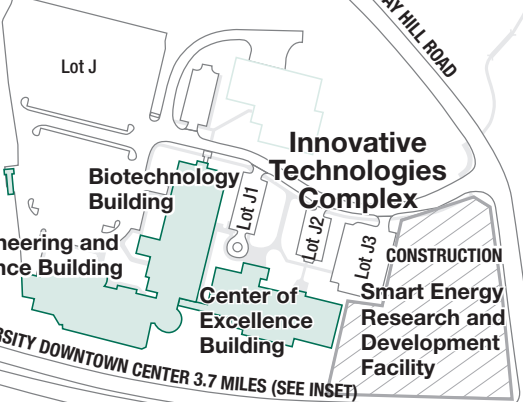 AY HILL ROAD
Lot J
Innovative
Technologies
Complex
Biotechnology
Building
Lot J1
Lot J2
Lot J3
neering and
nce Building
CONSTRUCTION
Smart Energy
Research and
Development
Facility
Center of
Excellence
Building
RSITY DOWNTOWN CENTER 3.7 MILES (SEE INSET)